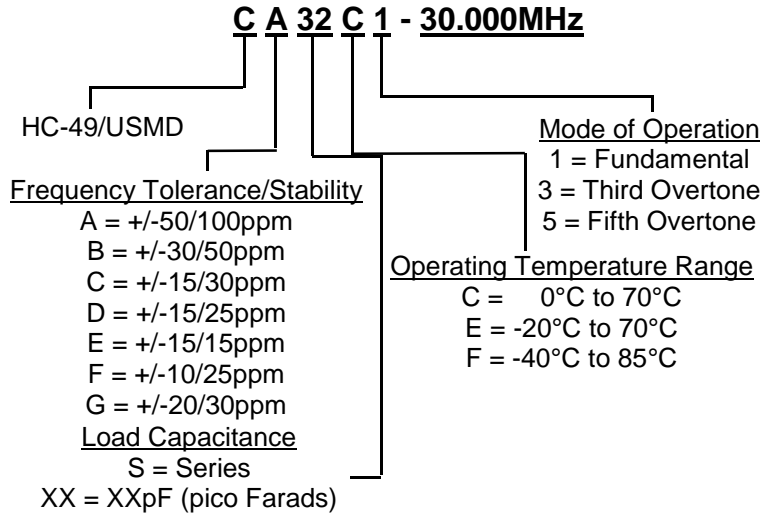 C A 32 C 1 - 30.000MHz
HC-49/USMD
Frequency Tolerance/Stability
A = +/-50/100ppm
B = +/-30/50ppm
C = +/-15/30ppm
D = +/-15/25ppm
E = +/-15/15ppm
F = +/-10/25ppm
G = +/-20/30ppm
Load Capacitance
S = Series
XX = XXpF (pico Farads)
Mode of Operation
1 = Fundamental
3 = Third Overtone
5 = Fifth Overtone
Operating Temperature Range
C = 0°C to 70°C
E = -20°C to 70°C
F = -40°C to 85°C